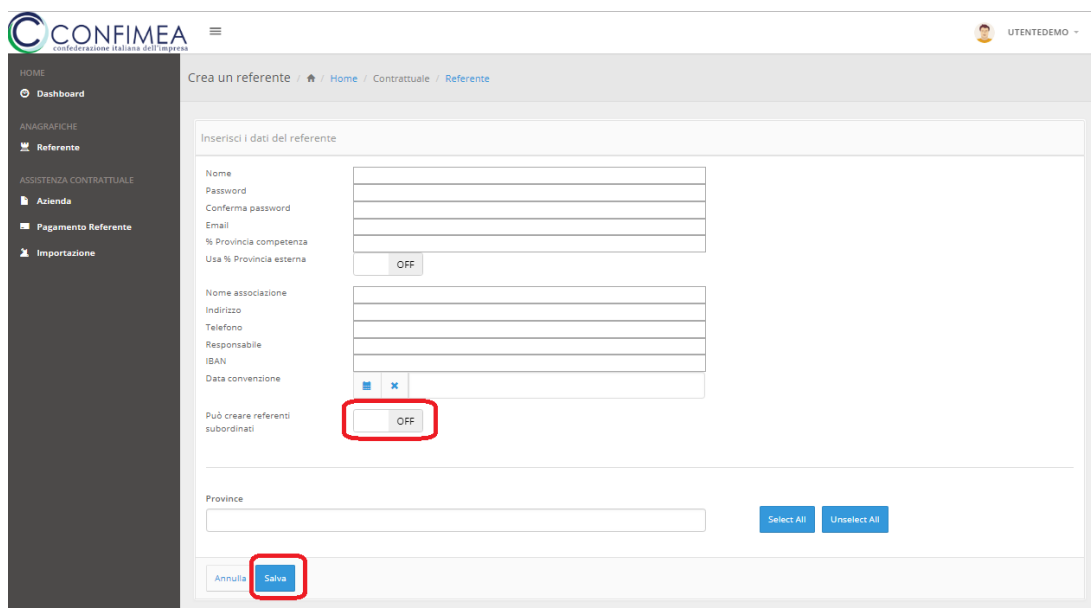 CONFIMEA
confederazione italiana dell'impresa
UTENTEDEMO
HOME
Dashboard
ANAGRAFICHE
Referente
ASSISTENZA CONTRATTUALE
Azienda
Pagamento Referente
Importazione
Crea un referente / / Home / Contrattuale / Referente
Inserisci i dati del referente
Nome
Password
Conferma password
Email
% Provincia competenza
Usa % Provincia esterna
OFF
Nome associazione
Indirizzo
Telefono
Responsabile
IBAN
Data convenzione
Può creare referenti
subordinati
OFF
Province
Select All
Unselect All
Annulla
Salva